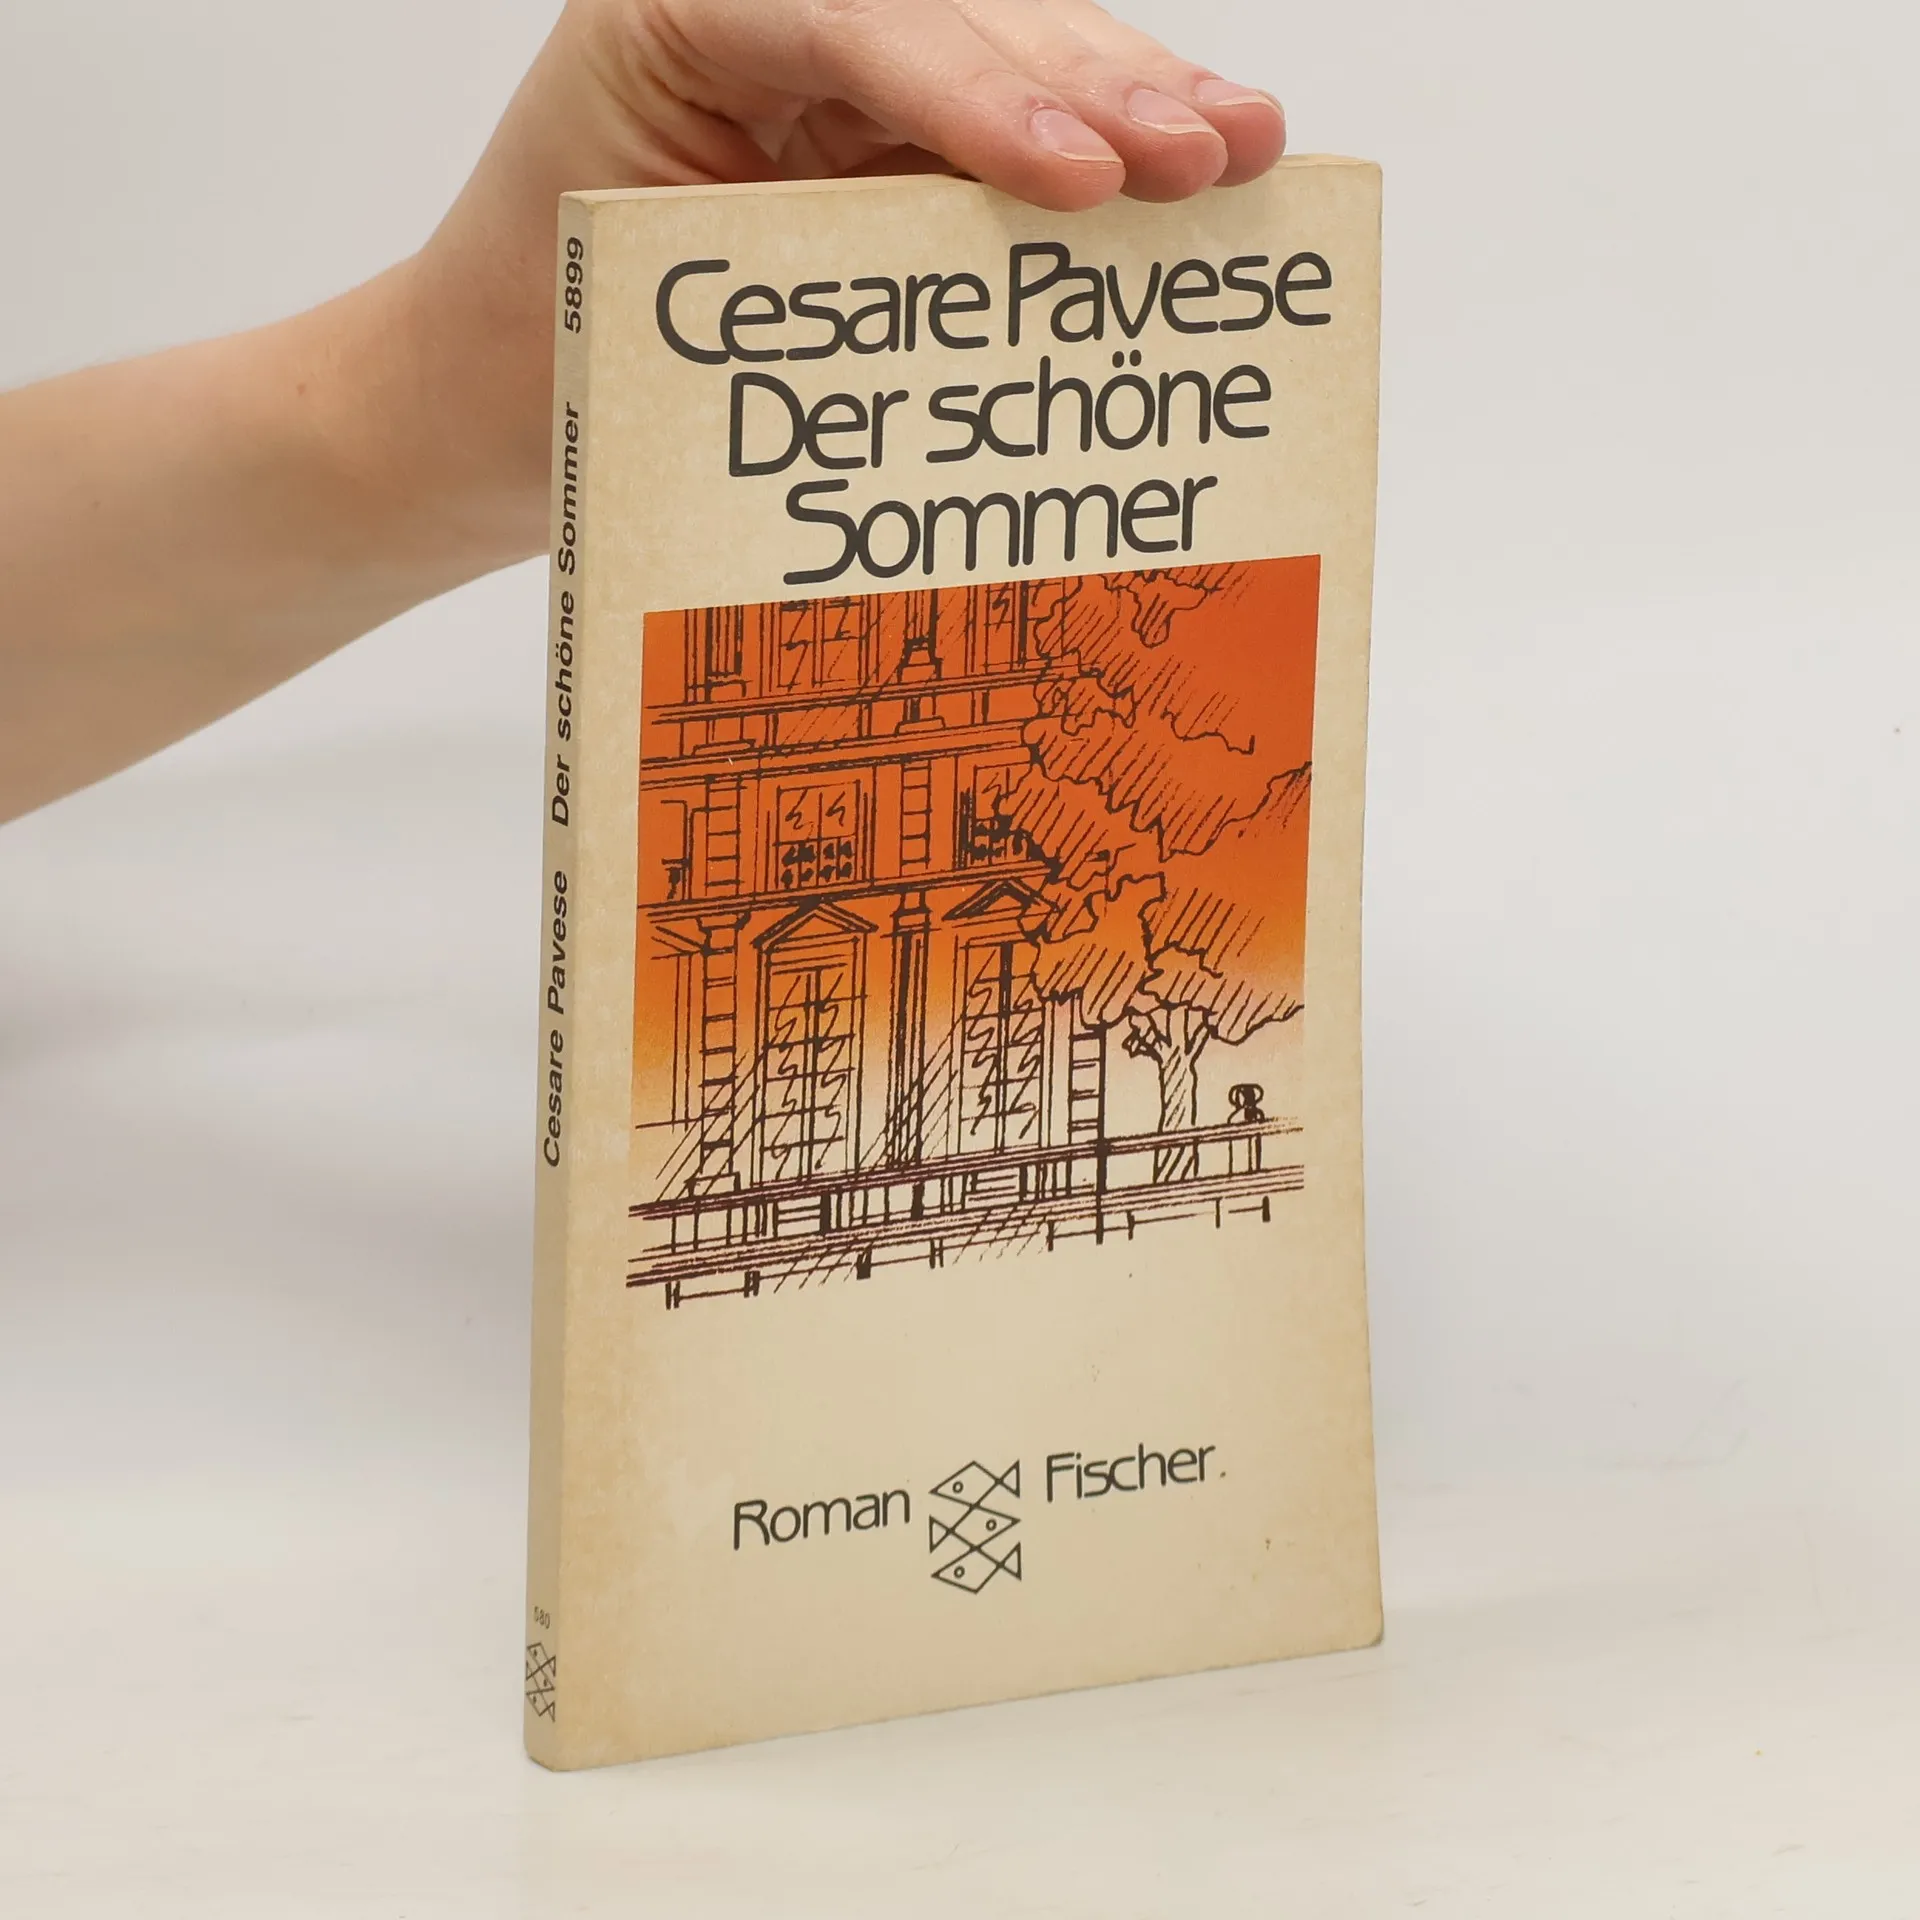 Cesare Pavese
Der schöne
Sommer
Roman Fischer
Cesare Pavese Der schöne Sommer 5899
580